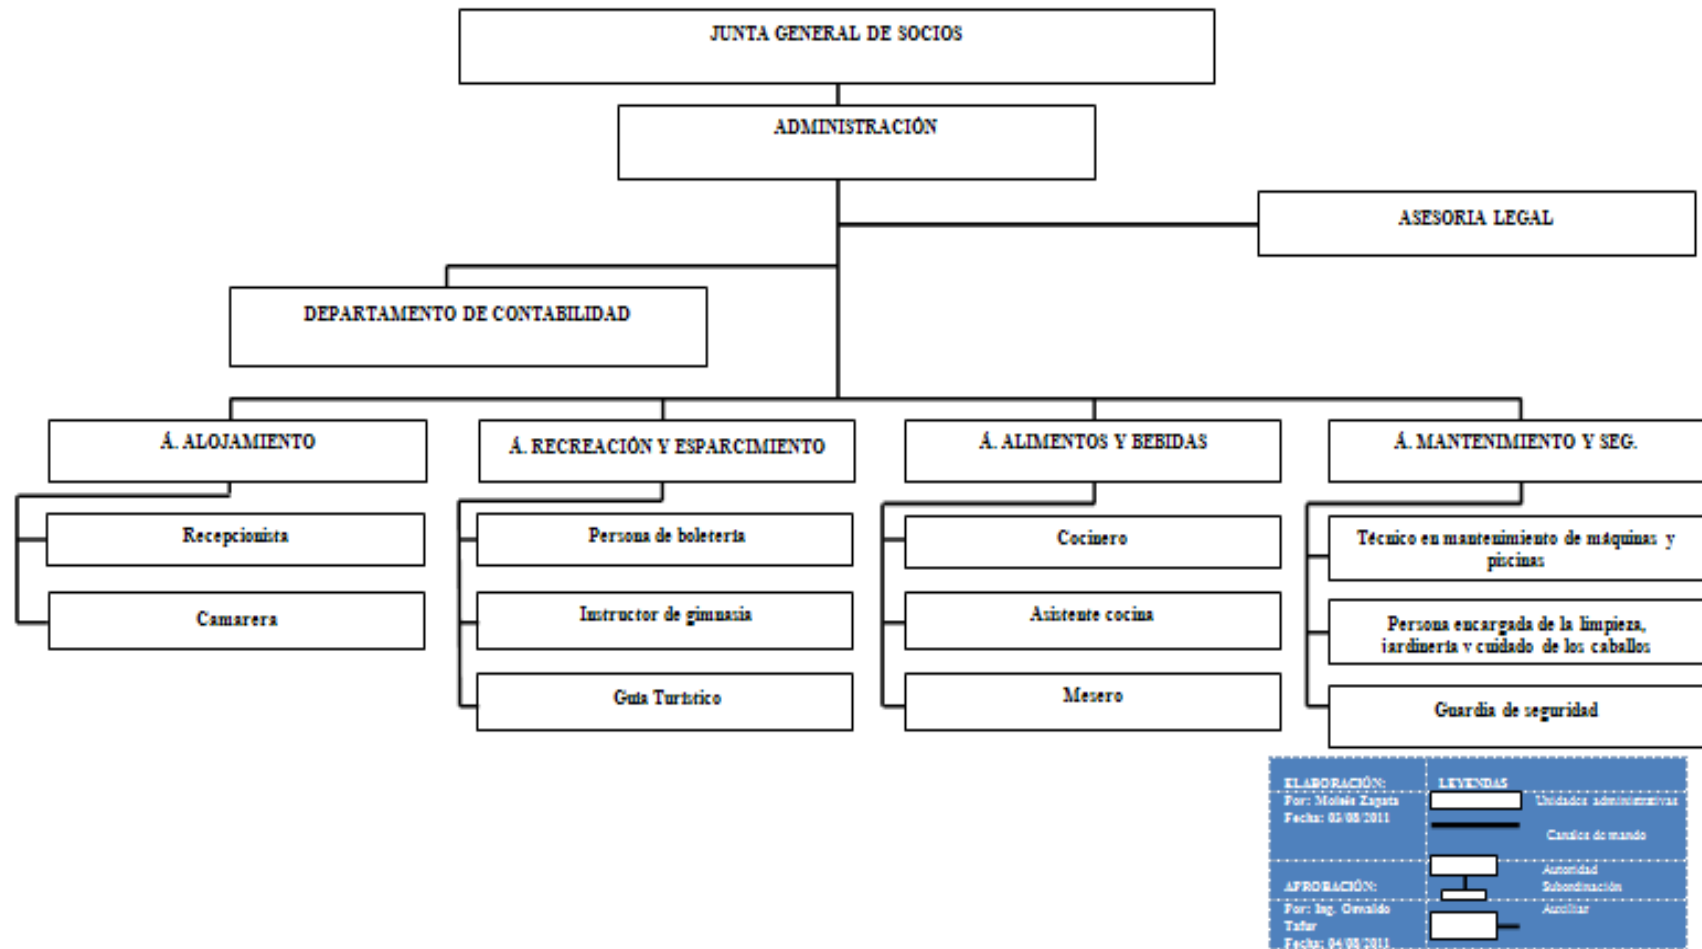 JUNTA GENERAL DE SOCIOS
ADMINISTRACIÓN
ASESORIA LEGAL
DEPARTAMENTO DE CONTABILIDAD
Á. ALOJAMIENTO
Á. RECREACIÓN Y ESPARCIMIENTO
Á. ALIMENTOS Y BEBIDAS
Á. MANTENIMIENTO Y SEG.
Recepcionista
Camarera
Persona de boletería
Instructor de gimnasia
Guía Turístico
Cocinero
Asistente cocina
Mesero
Técnico en mantenimiento de máquinas y
piscinas
Persona encargada de la limpieza,
jardinería y cuidado de los caballos
Guardia de seguridad
ELABORACIÓN:
Por: Moisés Zapata
Fecha: 03/08/2011
APROBACIÓN:
Por: Ing. Oswaldo
Tafur
Fecha: 04/08/2011
LEYENDAS
Unidades administrativas
Canales de mando
Autoridad
Subordinación
Auxiliar